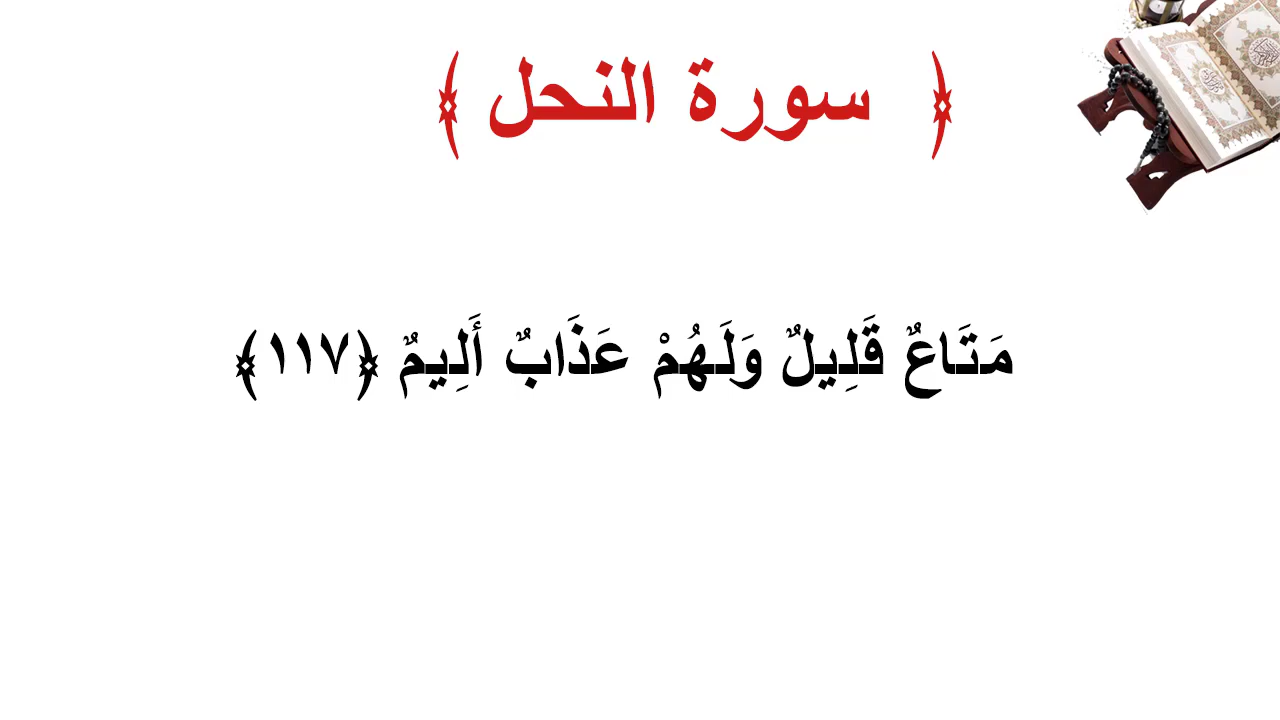 ﴿ سورة النحل ﴾
مَتَاعٌ قَلِيلٌ وَلَهُمْ عَذَابٌ أَلِيمٌ ﴿١١٧﴾